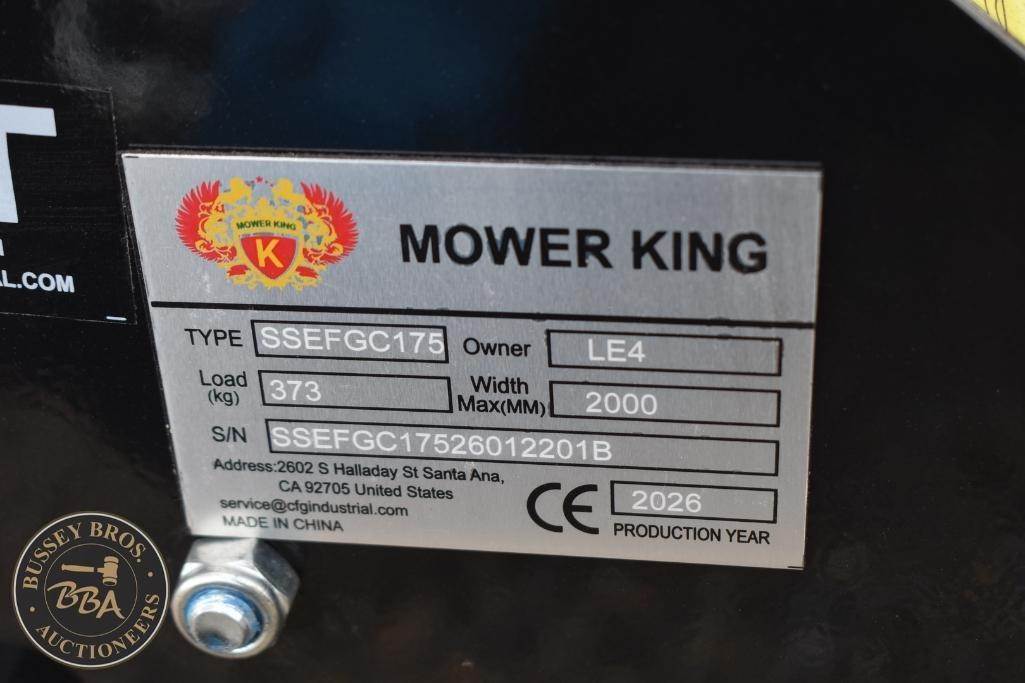 T
L.COM
MOWER KING
K
MOWER KING
TYPE SSEFGC175 Owner LE4
Load (kg) 373 Width Max(MM) 2000
S/N SSEFGC17526012201B
Address:2602 S Halladay St Santa Ana,
CA 92705 United States
service@cfgindustrial.com
MADE IN CHINA
CE 2026
PRODUCTION YEAR
BUSSEY BROS.
BBA
AUCTIONEERS